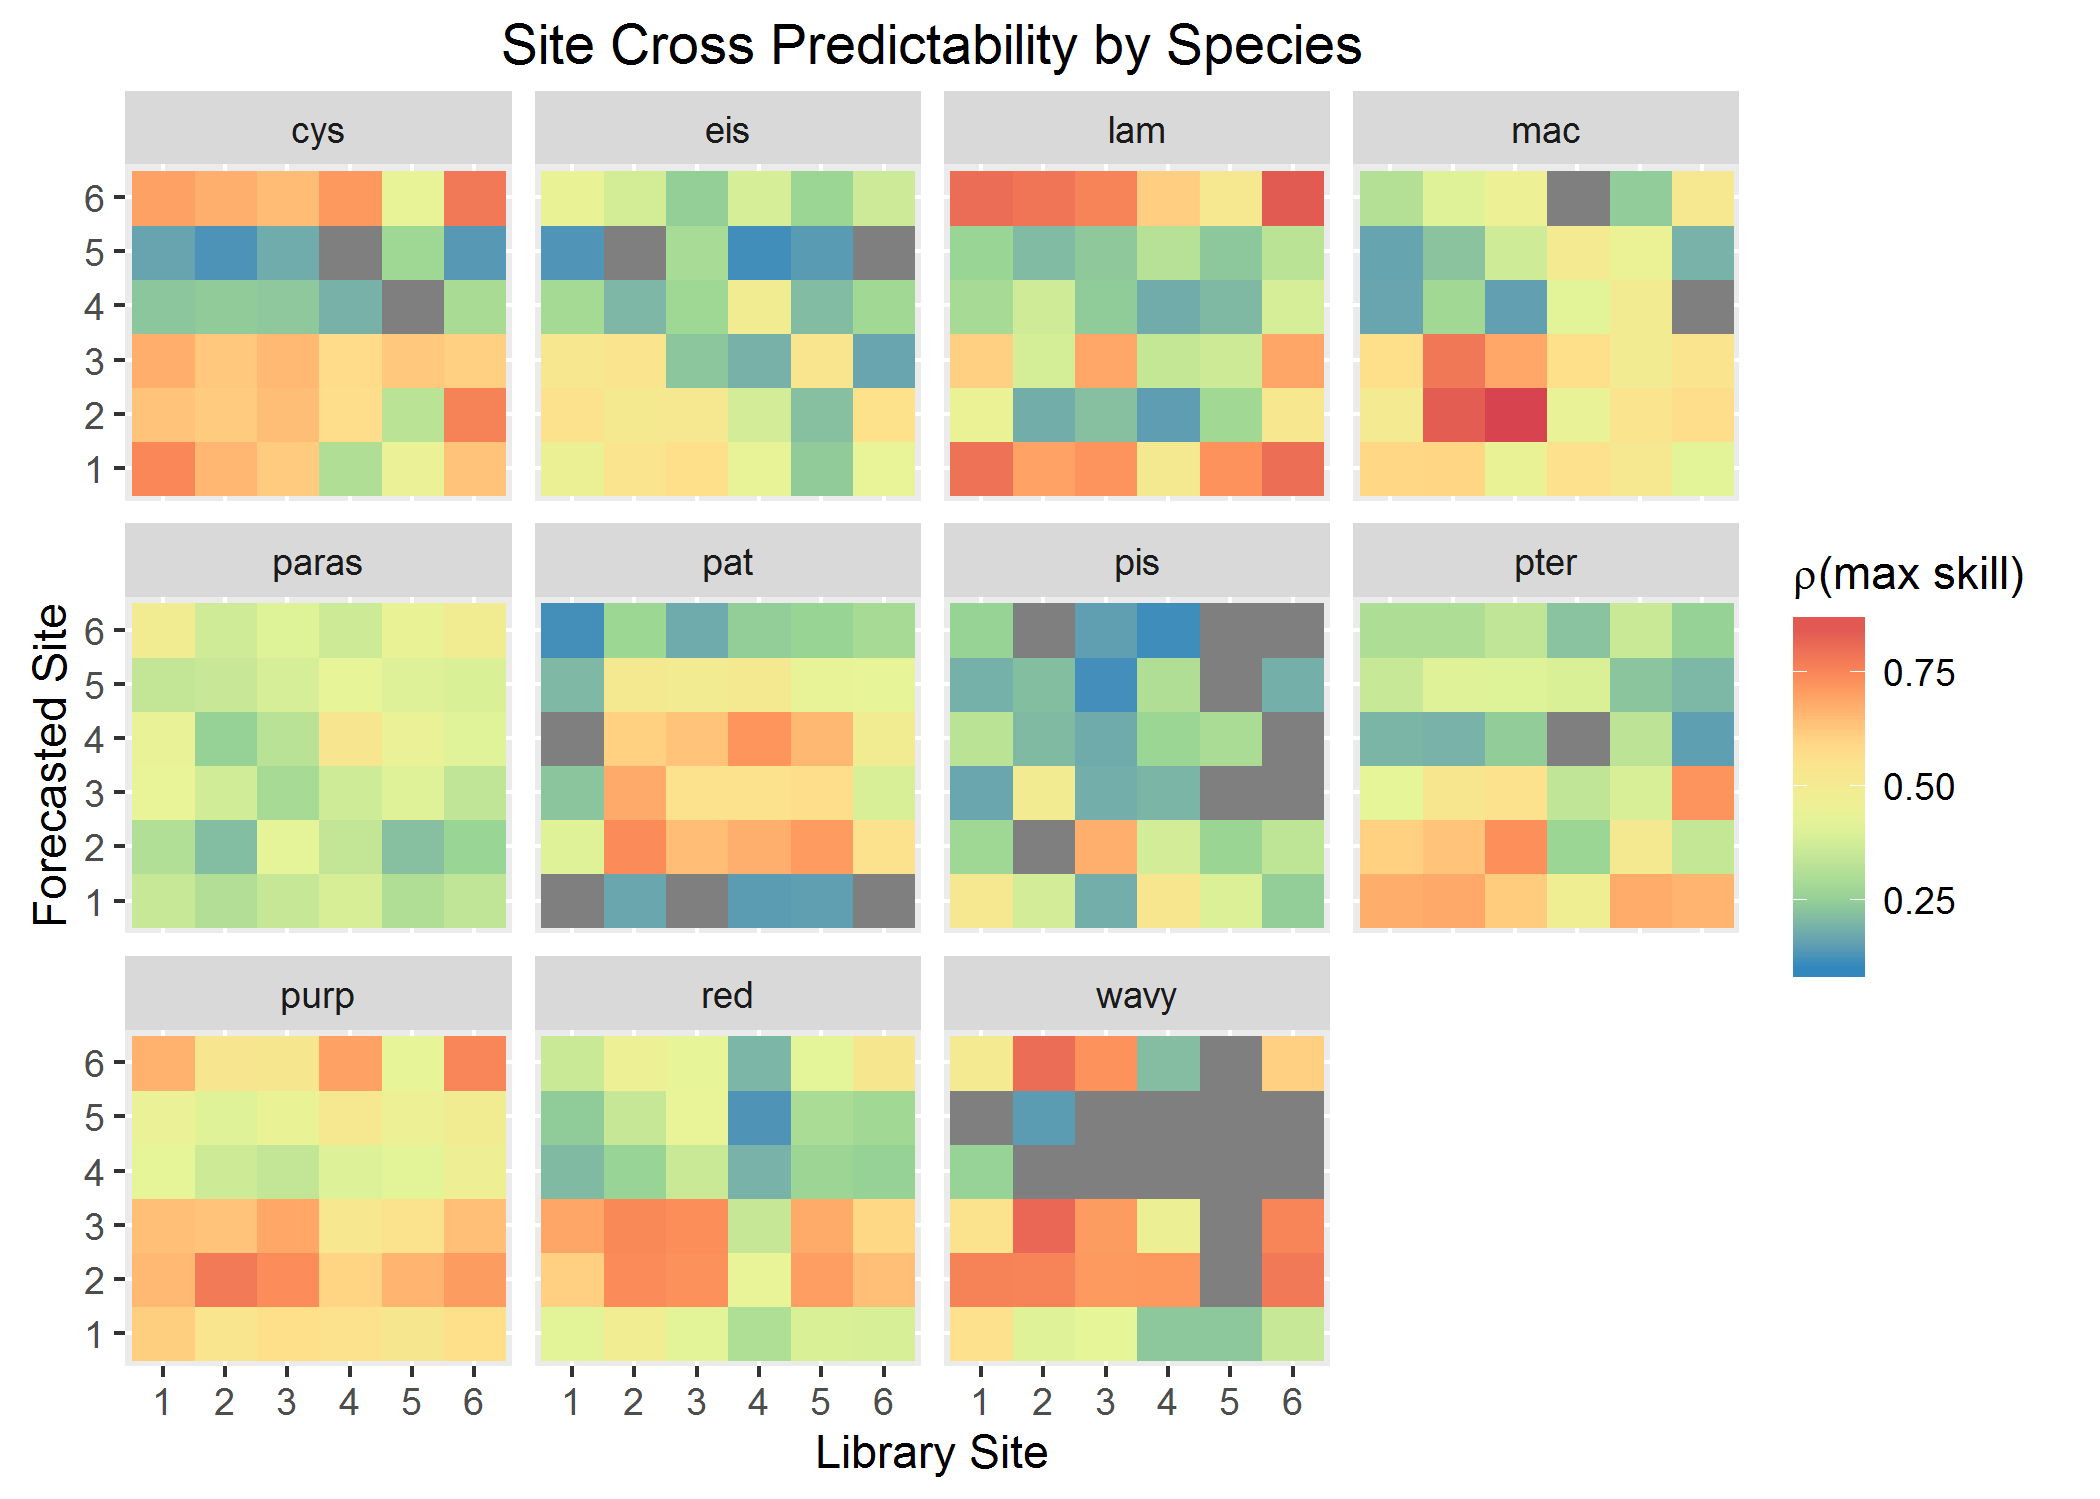 Site Cross Predictability by Species
cys eis lam mac
6
5
4
3
2
1
paras pat pis pter
6
5
4
3
2
1
purp red wavy
6
5
4
3
2
1
1 2 3 4 5 6 1 2 3 4 5 6 1 2 3 4 5 6
Library Site
Forecasted Site
ρ(max skill)
0.75
0.50
0.25